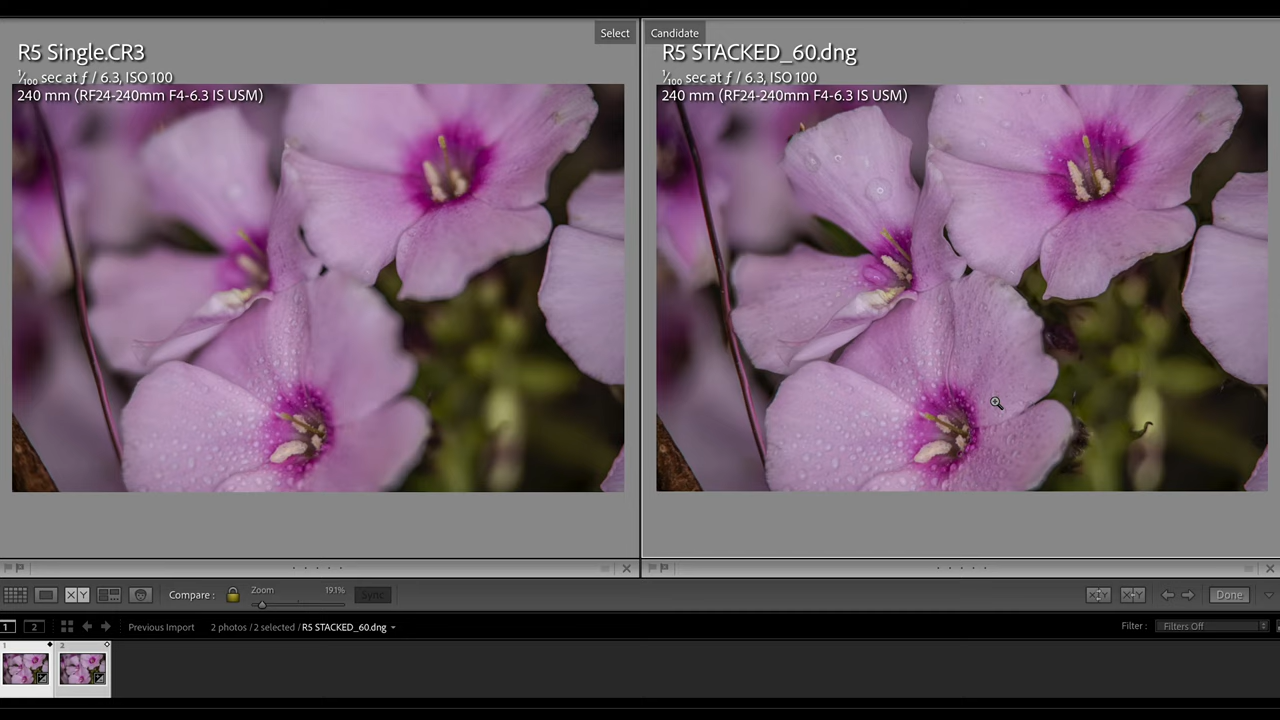 Select
R5 Single.CR3
1/100 sec at ƒ / 6.3, ISO 100
240 mm (RF24-240mm F4-6.3 IS USM)
Candidate
R5 STACKED_60.dng
1/100 sec at ƒ / 6.3, ISO 100
240 mm (RF24-240mm F4-6.3 IS USM)
XY Compare : Zoom 191% Sync Done
1 2 Previous Import 2 photos / 2 selected / R5 STACKED_60.dng Filter : Filters Off
1 2